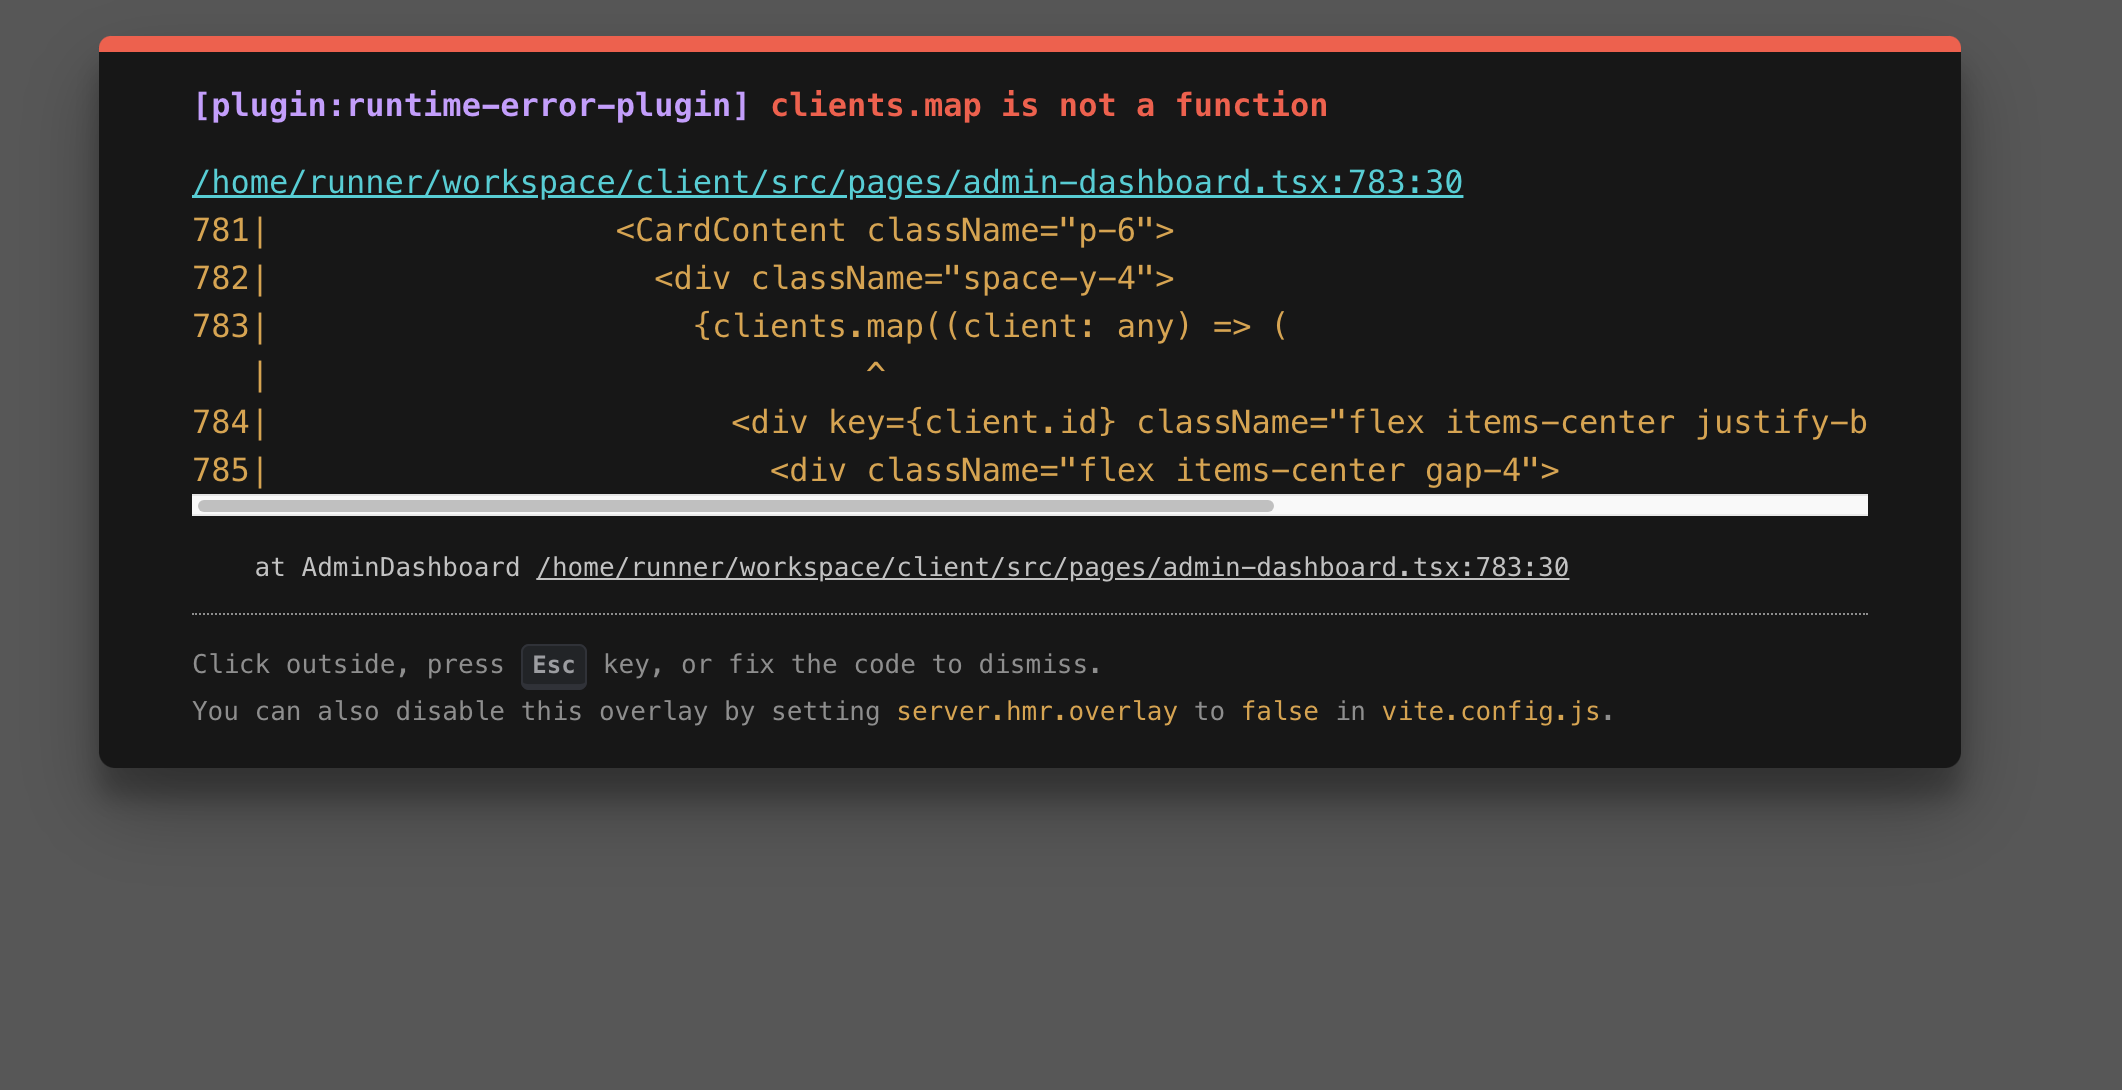 [plugin:runtime-error-plugin] clients.map is not a function
/home/runner/workspace/client/src/pages/admin-dashboard.tsx:783:30
781|                  <CardContent className="p-6">
782|                    <div className="space-y-4">
783|                      {clients.map((client: any) => (
   |                               ^
784|                        <div key={client.id} className="flex items-center justify-b
785|                          <div className="flex items-center gap-4">
    at AdminDashboard /home/runner/workspace/client/src/pages/admin-dashboard.tsx:783:30
Click outside, press Esc key, or fix the code to dismiss.
You can also disable this overlay by setting server.hmr.overlay to false in vite.config.js.